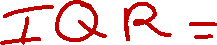 IQR =